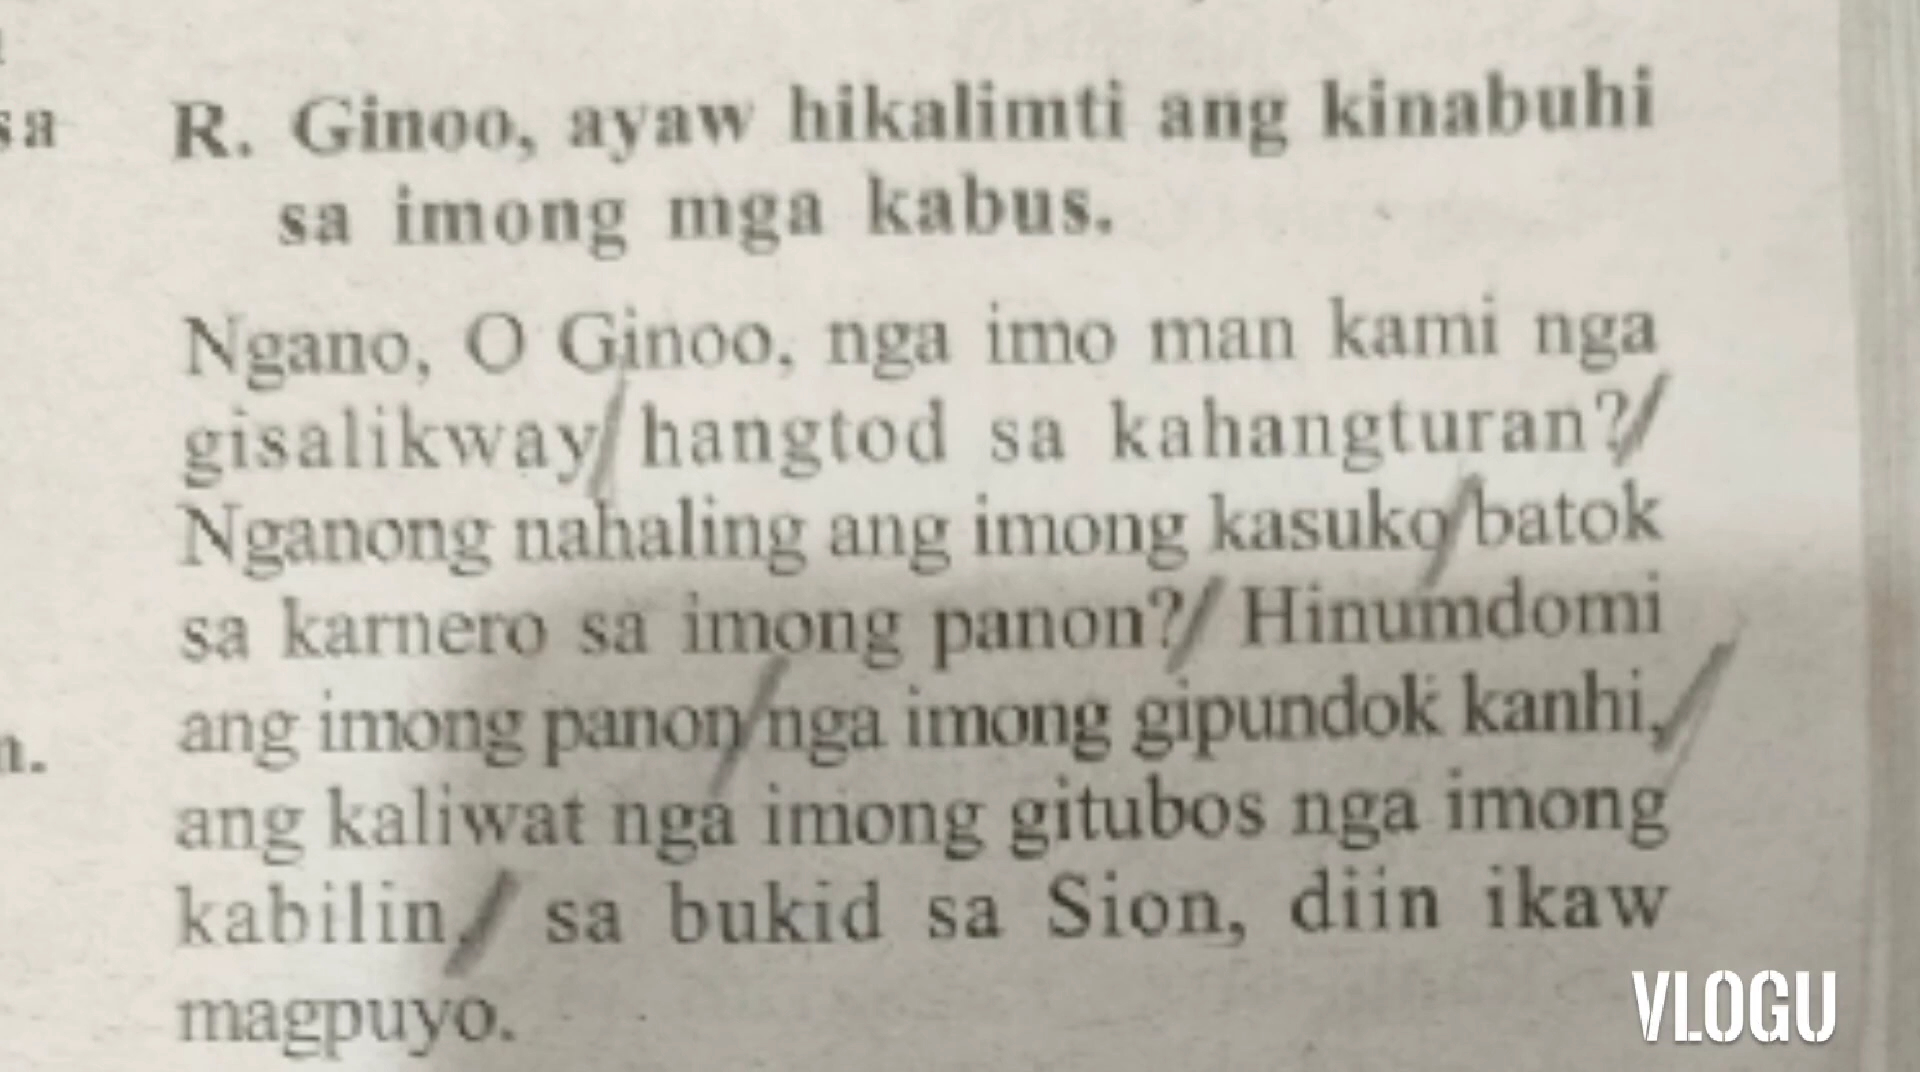 sa
R. Ginoo, ayaw hikalimti ang kinabuhi
sa imong mga kabus.
Ngano, O Ginoo, nga imo man kami nga
gisalikway/ hangtod sa kahangturan?/
Nganong nahaling ang imong kasuko/ batok
sa karnero sa imong panon?/ Hinumdomi
ang imong panon/ nga imong gipundok kanhi,/
ang kaliwat nga imong gitubos nga imong
kabilin,/ sa bukid sa Sion, diin ikaw
magpuyo.
VLOGU